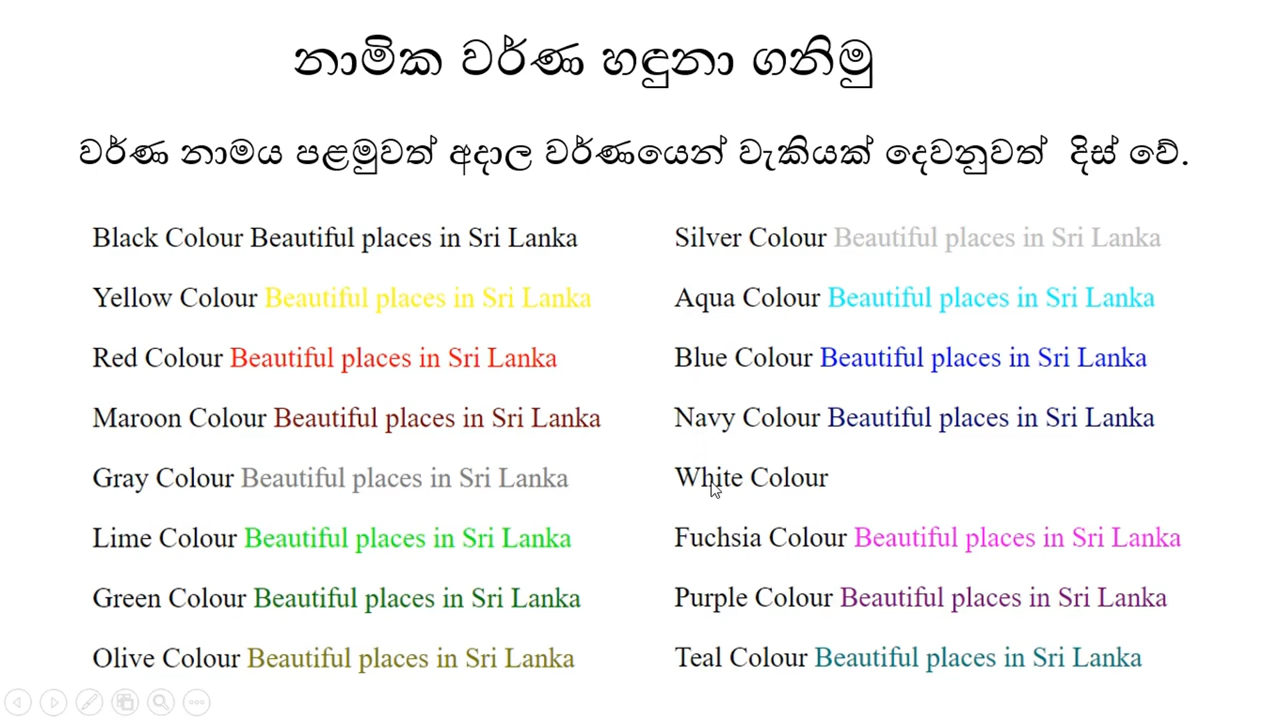 නාමික වර්ණ හඳුනා ගනිමු
වර්ණ නාමය පළමුවත් අදාල වර්ණයෙන් වැකියක් දෙවනුවත් දිස් වේ.
Black Colour Beautiful places in Sri Lanka
Yellow Colour Beautiful places in Sri Lanka
Red Colour Beautiful places in Sri Lanka
Maroon Colour Beautiful places in Sri Lanka
Gray Colour Beautiful places in Sri Lanka
Lime Colour Beautiful places in Sri Lanka
Green Colour Beautiful places in Sri Lanka
Olive Colour Beautiful places in Sri Lanka
Silver Colour Beautiful places in Sri Lanka
Aqua Colour Beautiful places in Sri Lanka
Blue Colour Beautiful places in Sri Lanka
Navy Colour Beautiful places in Sri Lanka
White Colour
Fuchsia Colour Beautiful places in Sri Lanka
Purple Colour Beautiful places in Sri Lanka
Teal Colour Beautiful places in Sri Lanka